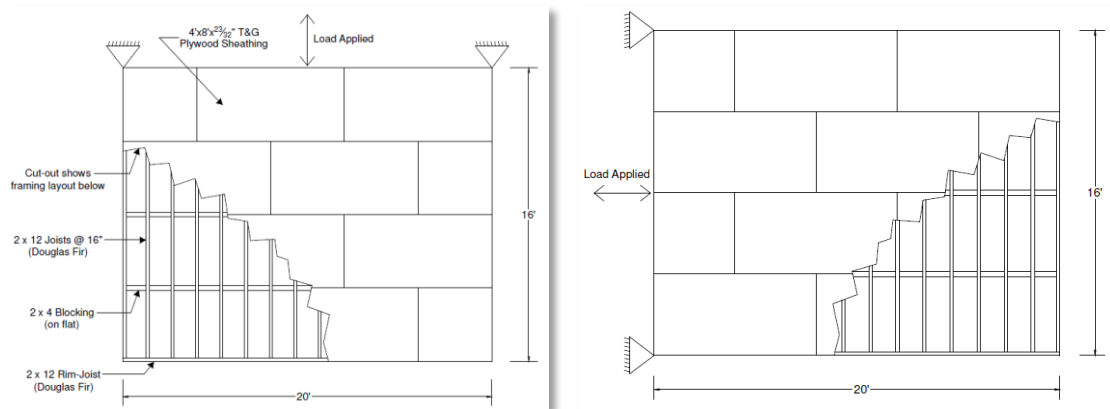 4'x8'x23/32" T&G
Plywood Sheathing
Load Applied
Cut-out shows
framing layout below
2 x 12 Joists @ 16"
(Douglas Fir)
2 x 4 Blocking
(on flat)
2 x 12 Rim-Joist
(Douglas Fir)
16'
20'
Load Applied
16'
20'